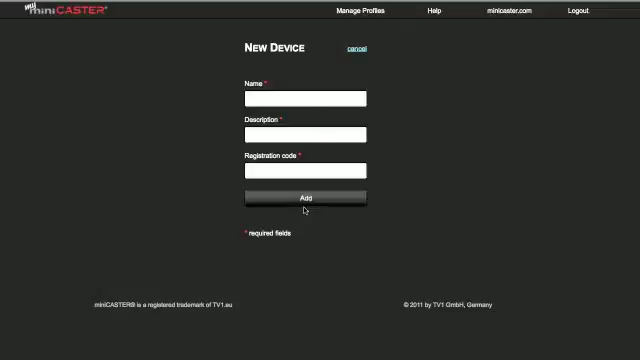 my miniCASTER®
Manage Profiles Help minicaster.com Logout
NEW DEVICE cancel
Name *
Description *
Registration code *
Add
* required fields
miniCASTER® is a registered trademark of TV1.eu © 2011 by TV1 GmbH, Germany